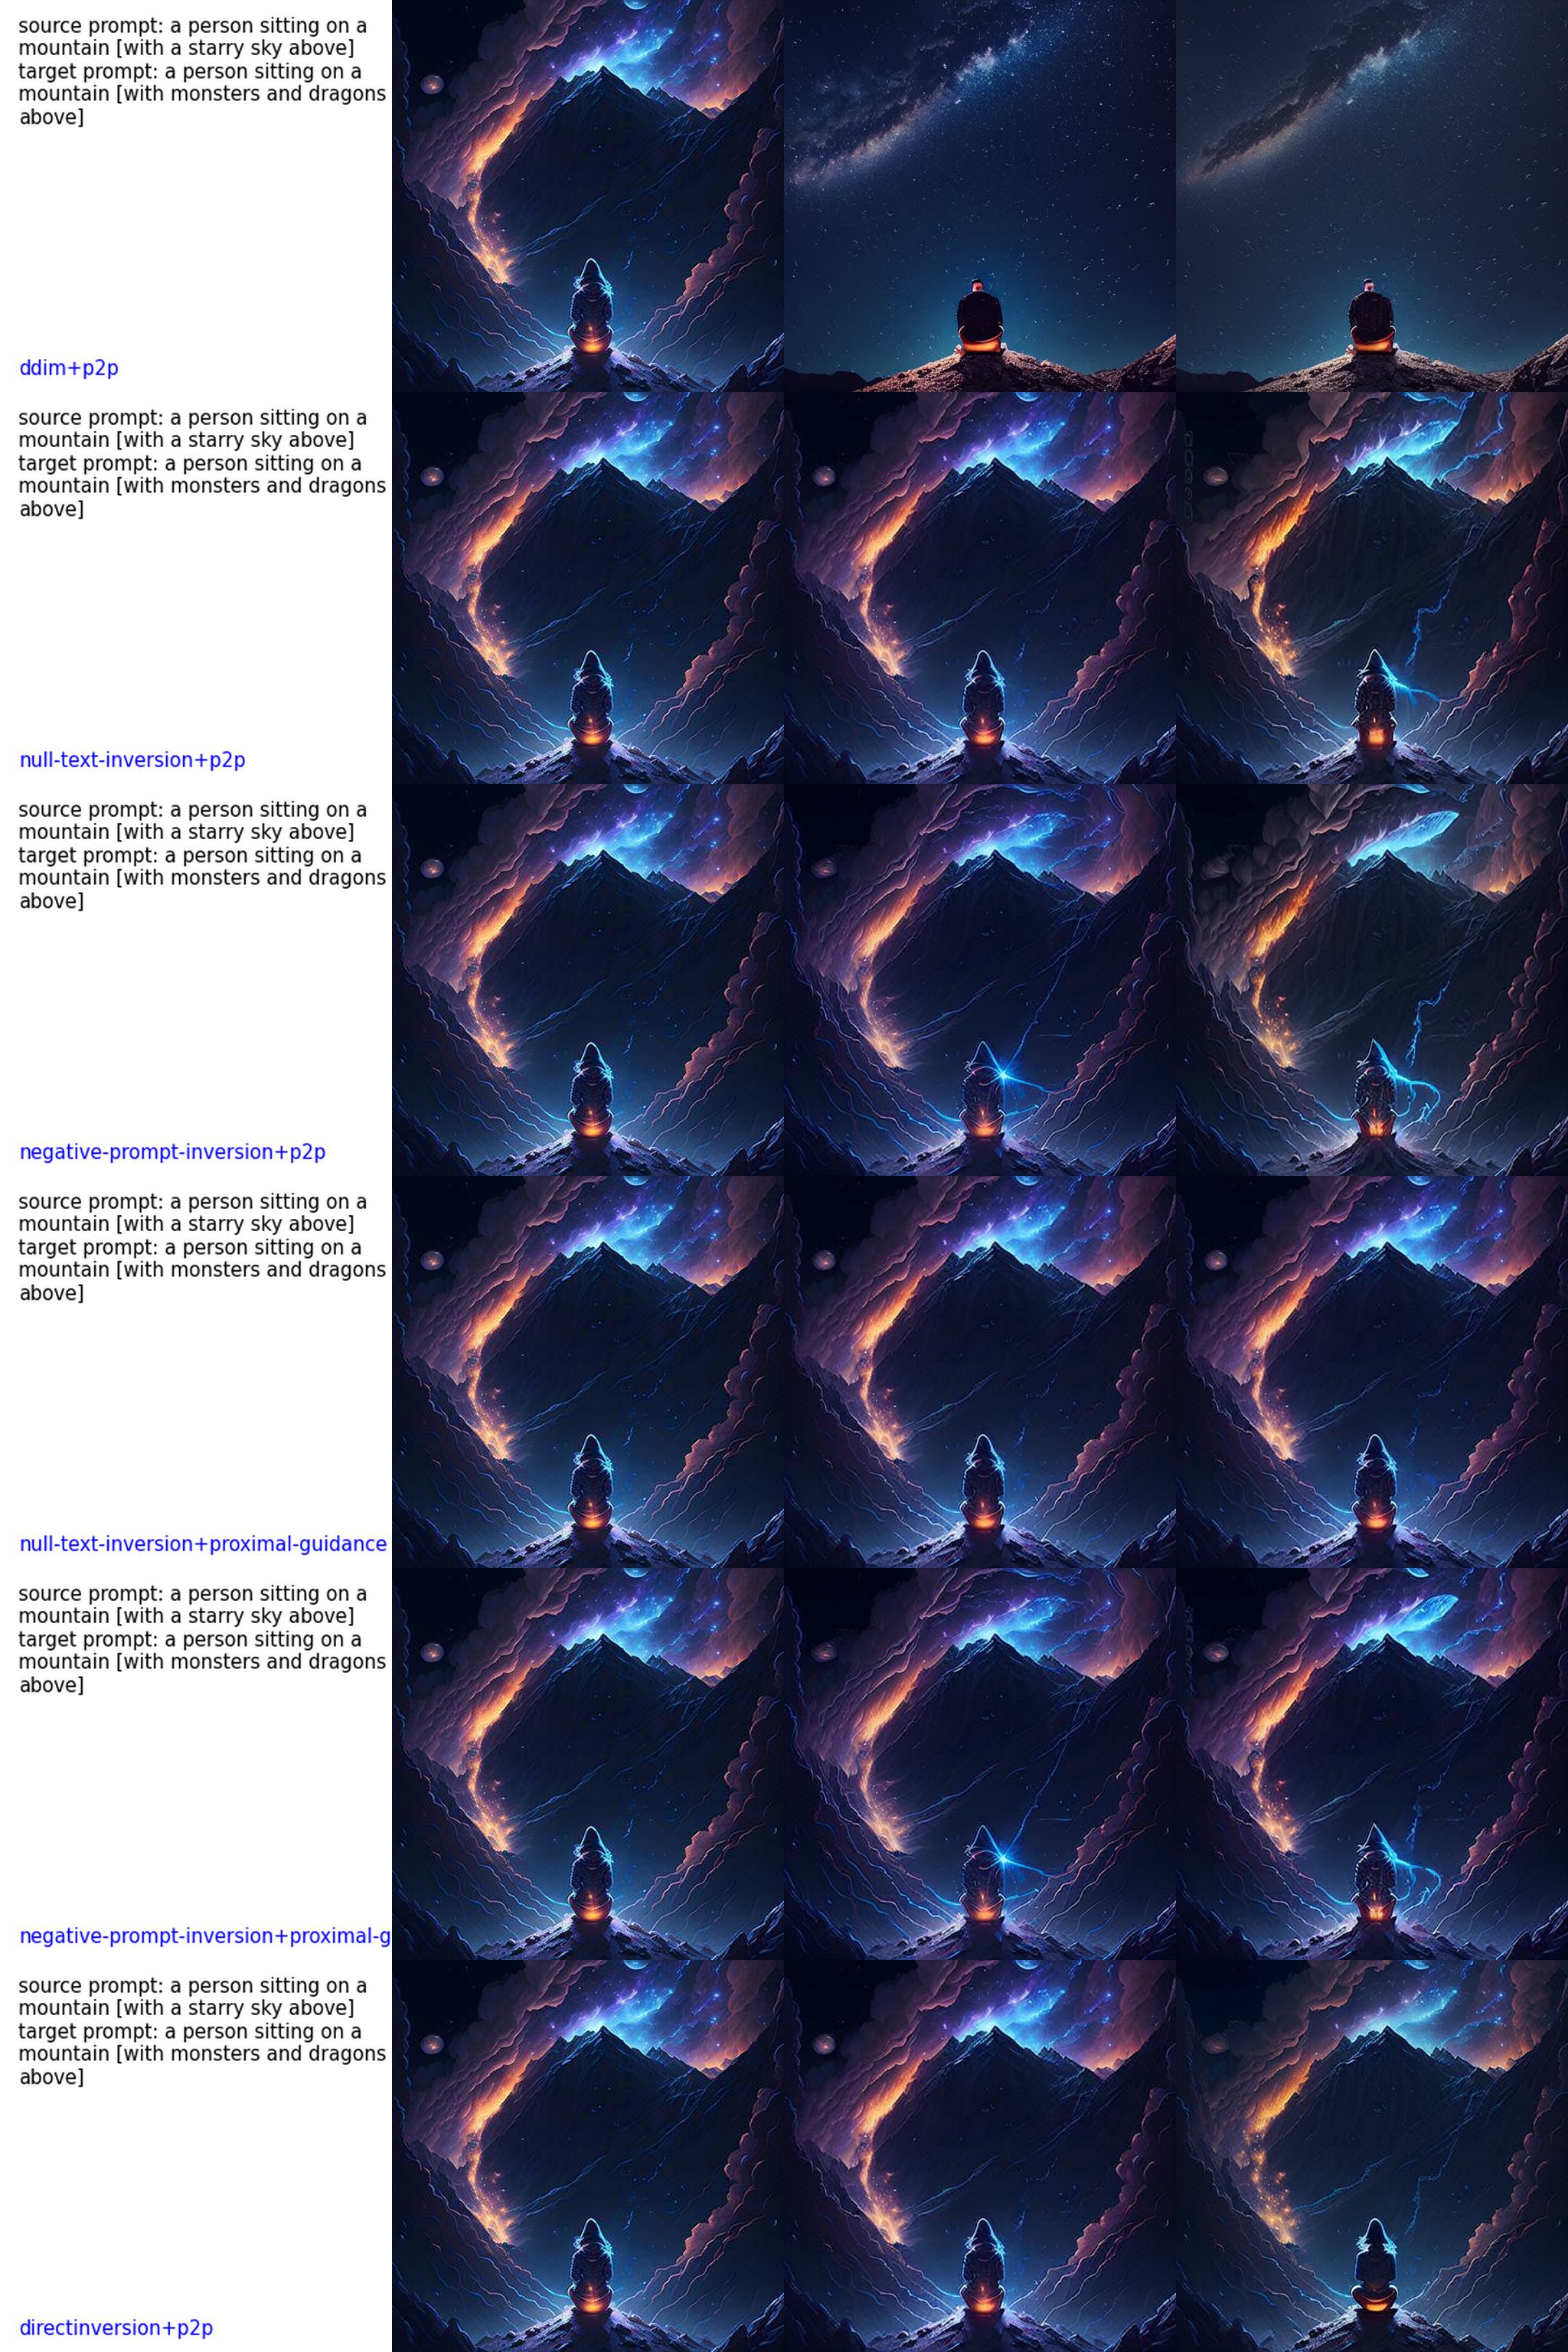 source prompt: a person sitting on a
mountain [with a starry sky above]
target prompt: a person sitting on a
mountain [with monsters and dragons
above]
ddim+p2p
source prompt: a person sitting on a
mountain [with a starry sky above]
target prompt: a person sitting on a
mountain [with monsters and dragons
above]
null-text-inversion+p2p
source prompt: a person sitting on a
mountain [with a starry sky above]
target prompt: a person sitting on a
mountain [with monsters and dragons
above]
negative-prompt-inversion+p2p
source prompt: a person sitting on a
mountain [with a starry sky above]
target prompt: a person sitting on a
mountain [with monsters and dragons
above]
null-text-inversion+proximal-guidance
source prompt: a person sitting on a
mountain [with a starry sky above]
target prompt: a person sitting on a
mountain [with monsters and dragons
above]
negative-prompt-inversion+proximal-g
source prompt: a person sitting on a
mountain [with a starry sky above]
target prompt: a person sitting on a
mountain [with monsters and dragons
above]
directinversion+p2p